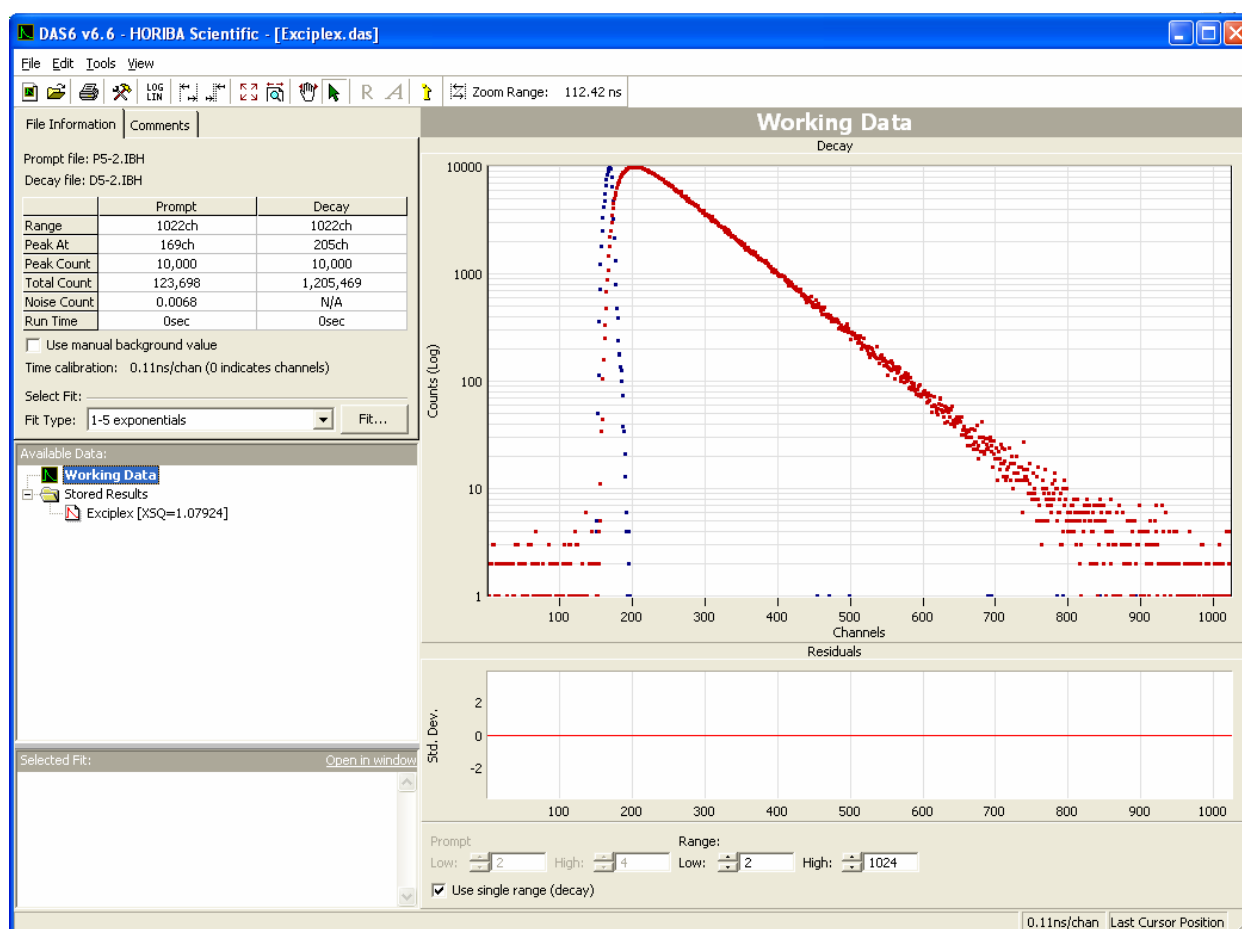 DAS6 v6.6 - HORIBA Scientific - [Exciplex.das]
File Edit Tools View
LOG LIN R A Zoom Range: 112.42 ns
File Information Comments
Prompt file: P5-2.IBH
Decay file: D5-2.IBH
Prompt Decay
Range 1022ch 1022ch
Peak At 169ch 205ch
Peak Count 10,000 10,000
Total Count 123,698 1,205,469
Noise Count 0.0068 N/A
Run Time 0sec 0sec
Use manual background value
Time calibration: 0.11ns/chan (0 indicates channels)
Select Fit:
Fit Type: 1-5 exponentials Fit...
Available Data:
Working Data
Stored Results
Exciplex [XSQ=1.07924]
Selected Fit: Open in window
Working Data
Decay
10000
1000
100
10
1
Counts (Log)
100 200 300 400 500 600 700 800 900 1000
Channels
Residuals
2
0
-2
Std. Dev.
100 200 300 400 500 600 700 800 900 1000
Prompt Range:
Low: 2 High: 4 Low: 2 High: 1024
Use single range (decay)
0.11ns/chan Last Cursor Position